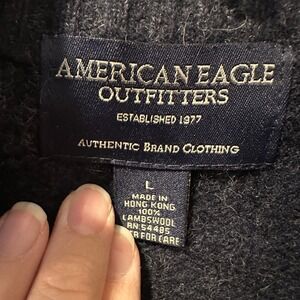 AMERICAN EAGLE
OUTFITTERS
ESTABLISHED 1977
AUTHENTIC BRAND CLOTHING
L
MADE IN
HONG KONG
100%
LAMBSWOOL
RN 54485
FOR CARE